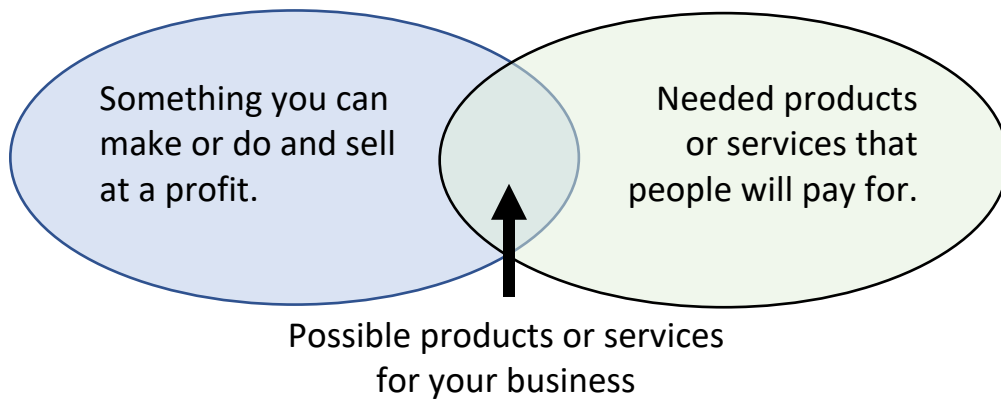 Something you can
make or do and sell
at a profit.
Needed products
or services that
people will pay for.
Possible products or services
for your business